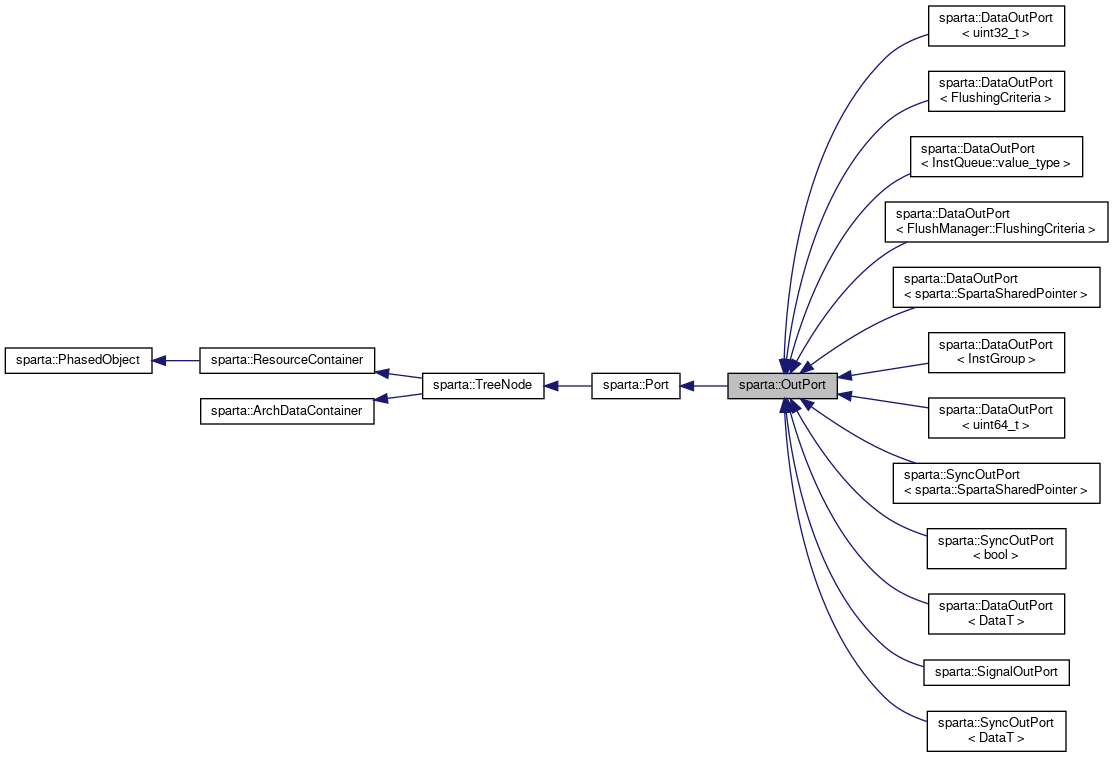 sparta::PhasedObject
sparta::ResourceContainer
sparta::ArchDataContainer
sparta::TreeNode
sparta::Port
sparta::OutPort
sparta::DataOutPort
< uint32_t >
sparta::DataOutPort
< FlushingCriteria >
sparta::DataOutPort
< InstQueue::value_type >
sparta::DataOutPort
< FlushManager::FlushingCriteria >
sparta::DataOutPort
< sparta::SpartaSharedPointer >
sparta::DataOutPort
< InstGroup >
sparta::DataOutPort
< uint64_t >
sparta::SyncOutPort
< sparta::SpartaSharedPointer >
sparta::SyncOutPort
< bool >
sparta::DataOutPort
< DataT >
sparta::SignalOutPort
sparta::SyncOutPort
< DataT >